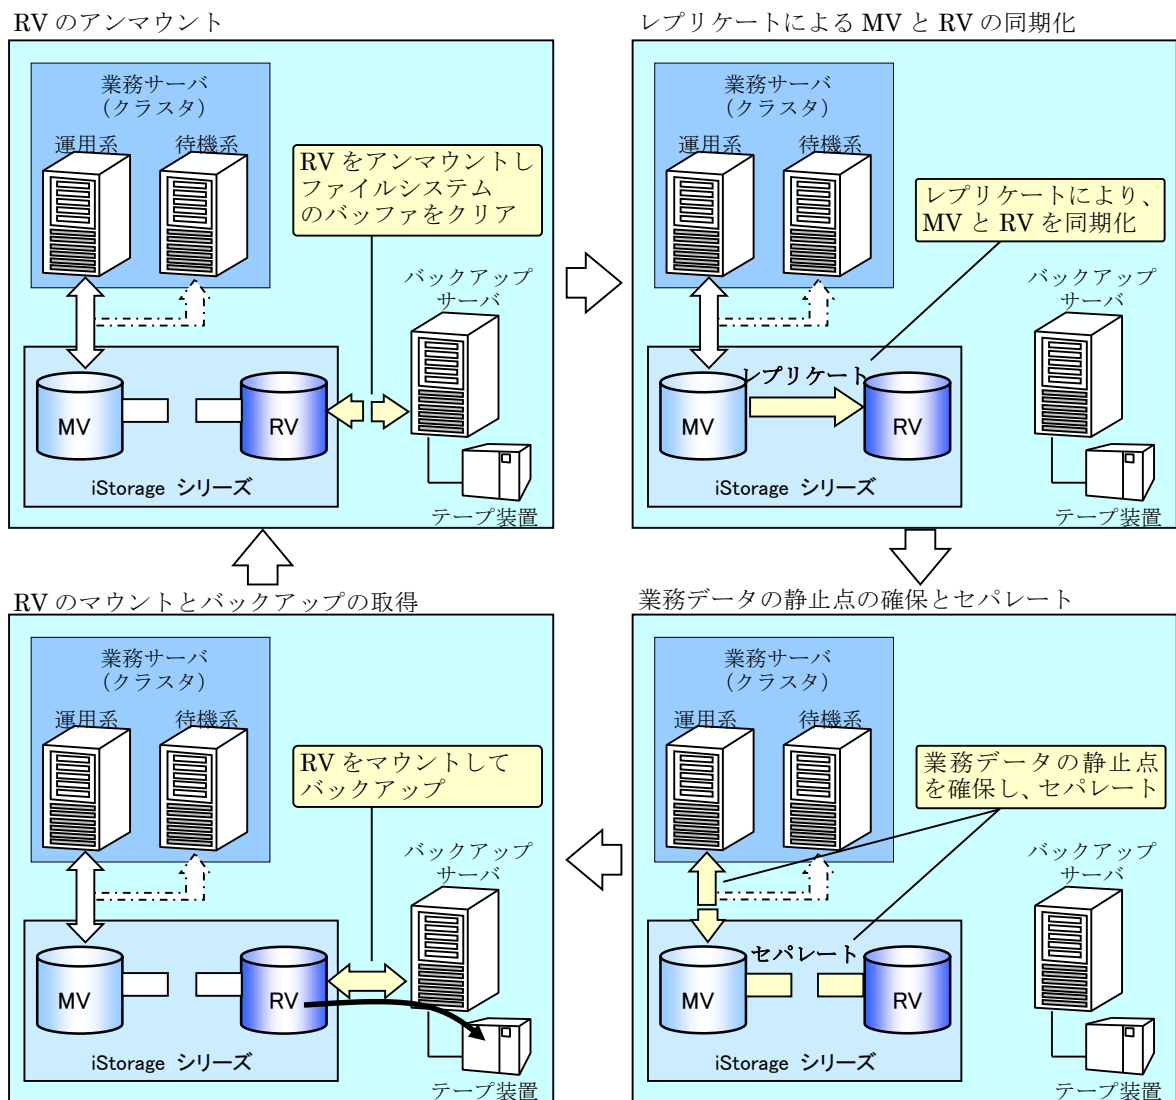 RV のアンマウント
業務サーバ
(クラスタ)
運用系
待機系
RV をアンマウントし
ファイルシステム
のバッファをクリア
バックアップ
サーバ
MV
RV
iStorage シリーズ
テープ装置
レプリケートによる MV と RV の同期化
業務サーバ
(クラスタ)
運用系
待機系
レプリケートにより、
MV と RV を同期化
バックアップ
サーバ
レプリケート
MV
RV
iStorage シリーズ
テープ装置
RV のマウントとバックアップの取得
業務サーバ
(クラスタ)
運用系
待機系
RV をマウントして
バックアップ
バックアップ
サーバ
MV
RV
iStorage シリーズ
テープ装置
業務データの静止点の確保とセパレート
業務サーバ
(クラスタ)
運用系
待機系
業務データの静止点
を確保し、セパレート
バックアップ
サーバ
セパレート
MV
RV
iStorage シリーズ
テープ装置